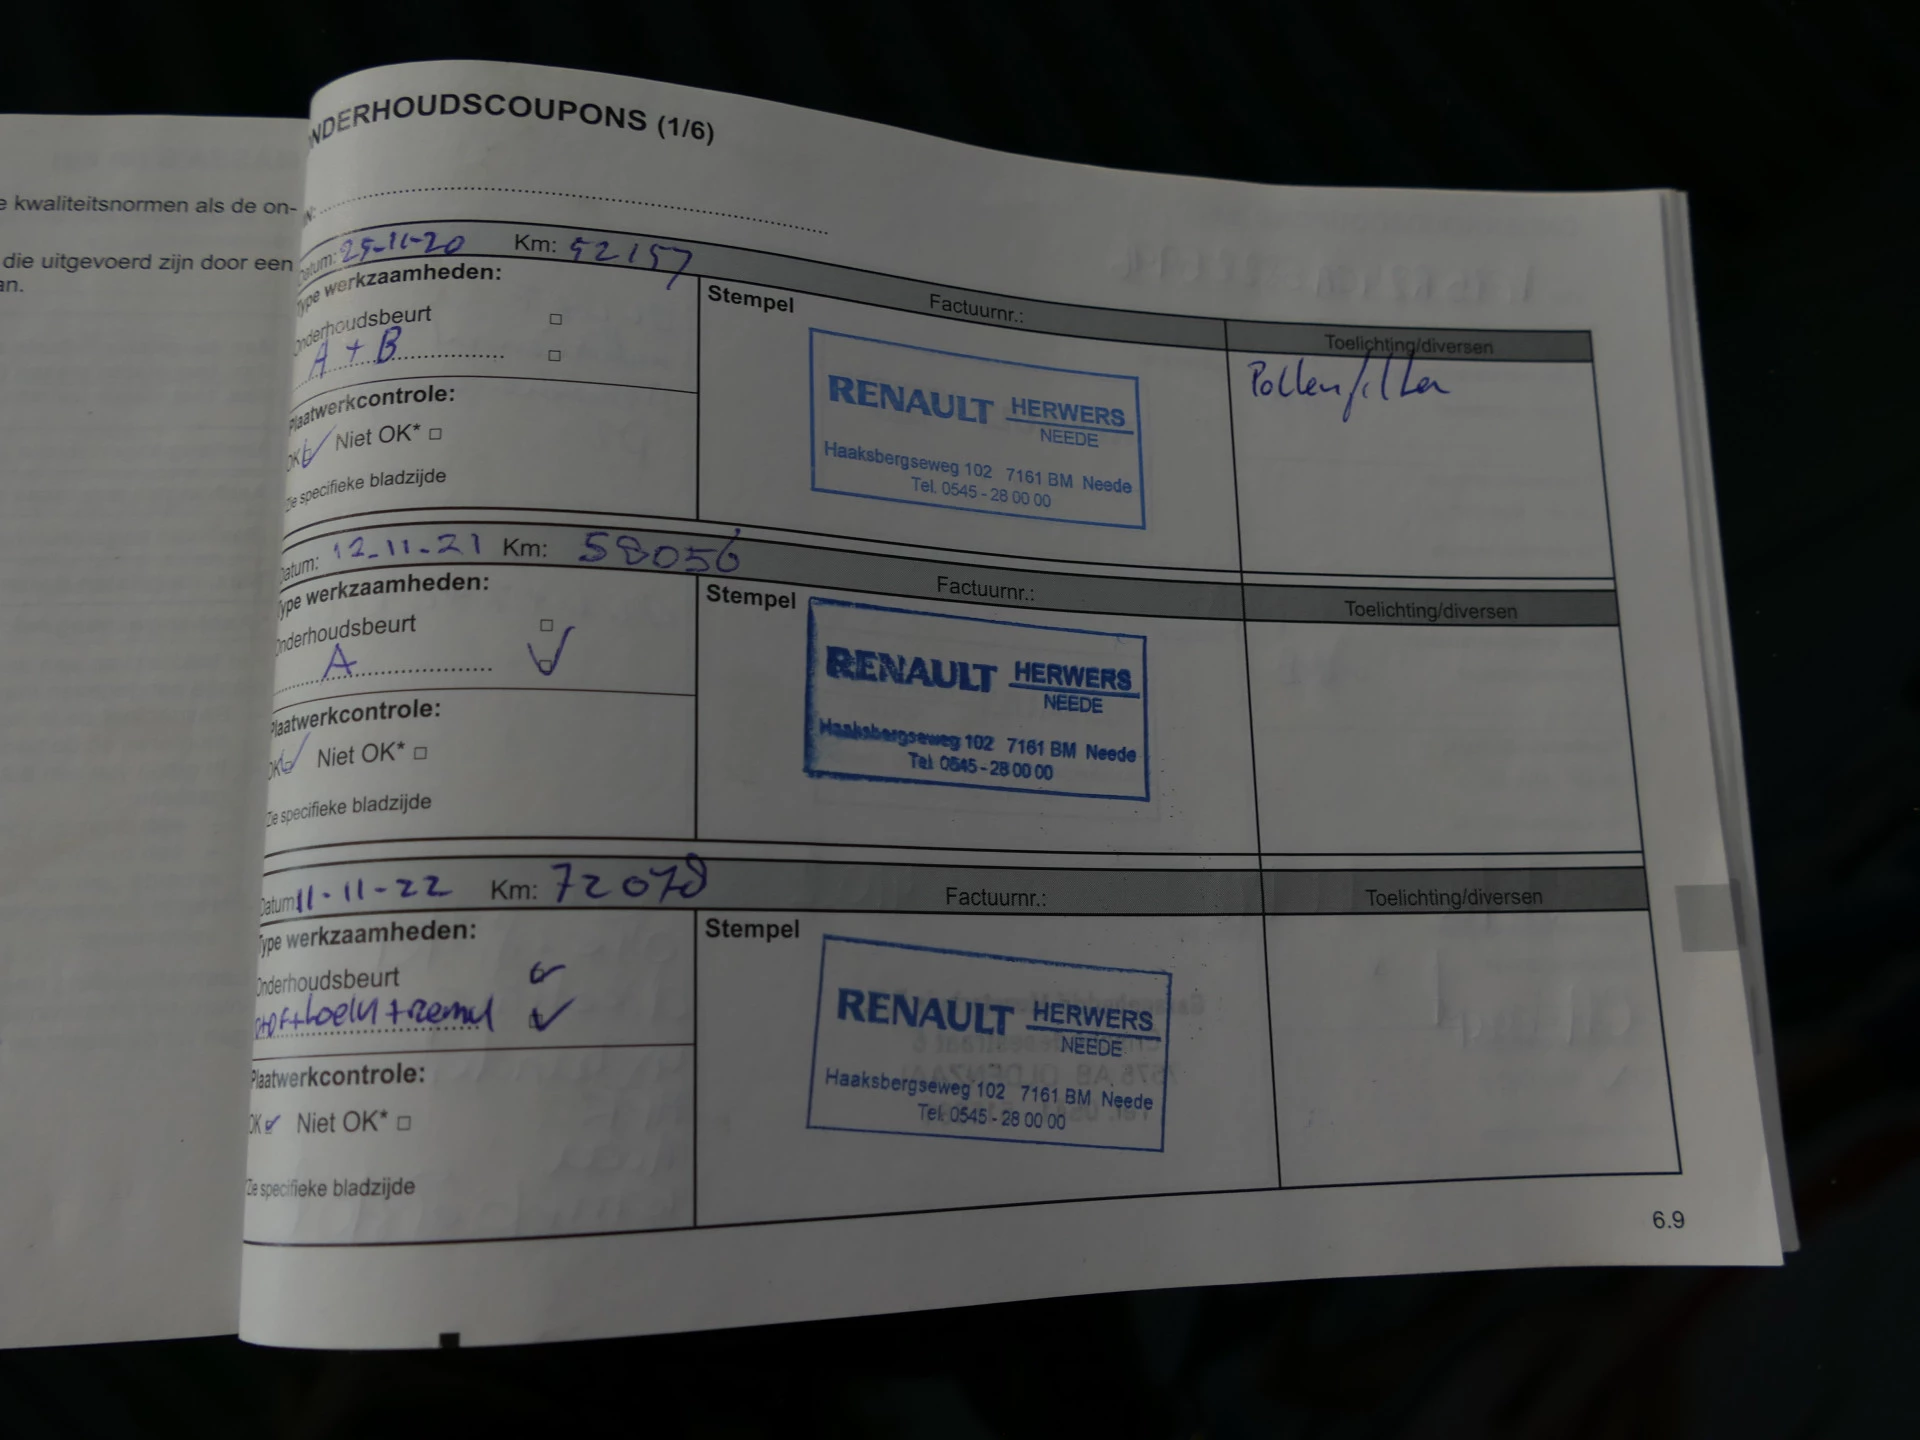 e kwaliteitsnormen als de on-
die uitgevoerd zijn door een
an.
NDERHOUDSCOUPONS (1/6)
N:
Datum: 25-11-20 Km: 52157
Type werkzaamheden:
Stempel
Factuurnr.:
Toelichting/diversen
Onderhoudsbeurt
A + B
Pollenfilter
Plaatwerkcontrole:
OK Niet OK*
Zie specifieke bladzijde
RENAULT HERWERS
NEEDE
Haaksbergseweg 102 7161 BM Neede
Tel. 0545 - 28 00 00
Datum: 12-11-21 Km: 58056
Type werkzaamheden:
Stempel
Factuurnr.:
Toelichting/diversen
Onderhoudsbeurt
A
Plaatwerkcontrole:
OK Niet OK*
Zie specifieke bladzijde
RENAULT HERWERS
NEEDE
Haaksbergseweg 102 7161 BM Neede
Tel. 0545 - 28 00 00
Datum: 11-11-22 Km: 72078
Type werkzaamheden:
Stempel
Factuurnr.:
Toelichting/diversen
Onderhoudsbeurt
Plaatwerkcontrole:
OK Niet OK*
Zie specifieke bladzijde
RENAULT HERWERS
NEEDE
Haaksbergseweg 102 7161 BM Neede
Tel. 0545 - 28 00 00
6.9